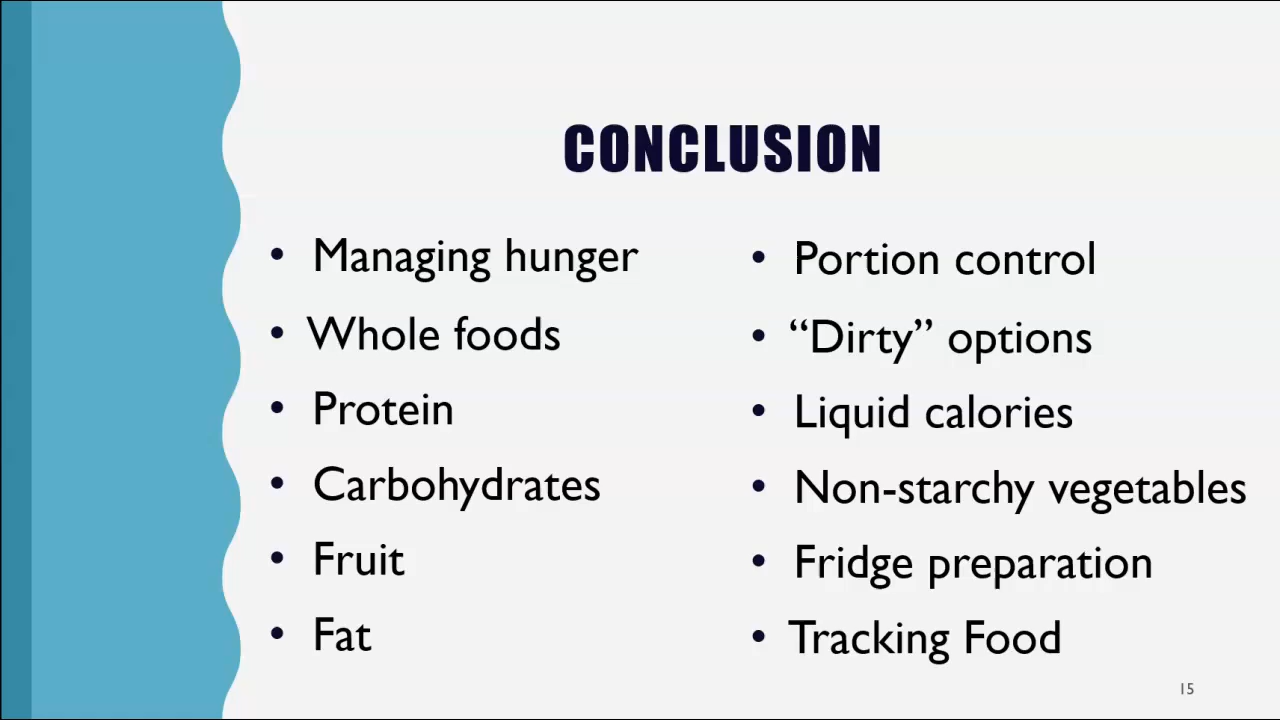 CONCLUSION
• Managing hunger
• Whole foods
• Protein
• Carbohydrates
• Fruit
• Fat
• Portion control
• “Dirty” options
• Liquid calories
• Non-starchy vegetables
• Fridge preparation
• Tracking Food
15